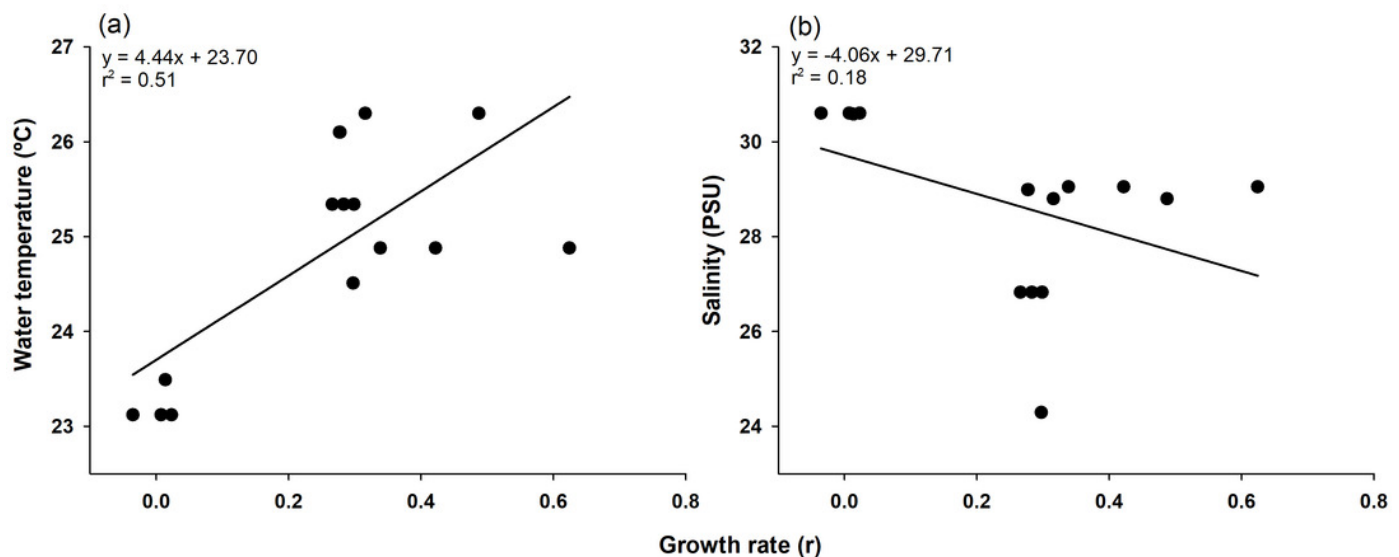 (a)
y = 4.44x + 23.70
r² = 0.51
27
26
25
24
23
Water temperature (ºC)
0.0 0.2 0.4 0.6 0.8
(b)
y = -4.06x + 29.71
r² = 0.18
32
30
28
26
24
Salinity (PSU)
0.0 0.2 0.4 0.6 0.8
Growth rate (r)